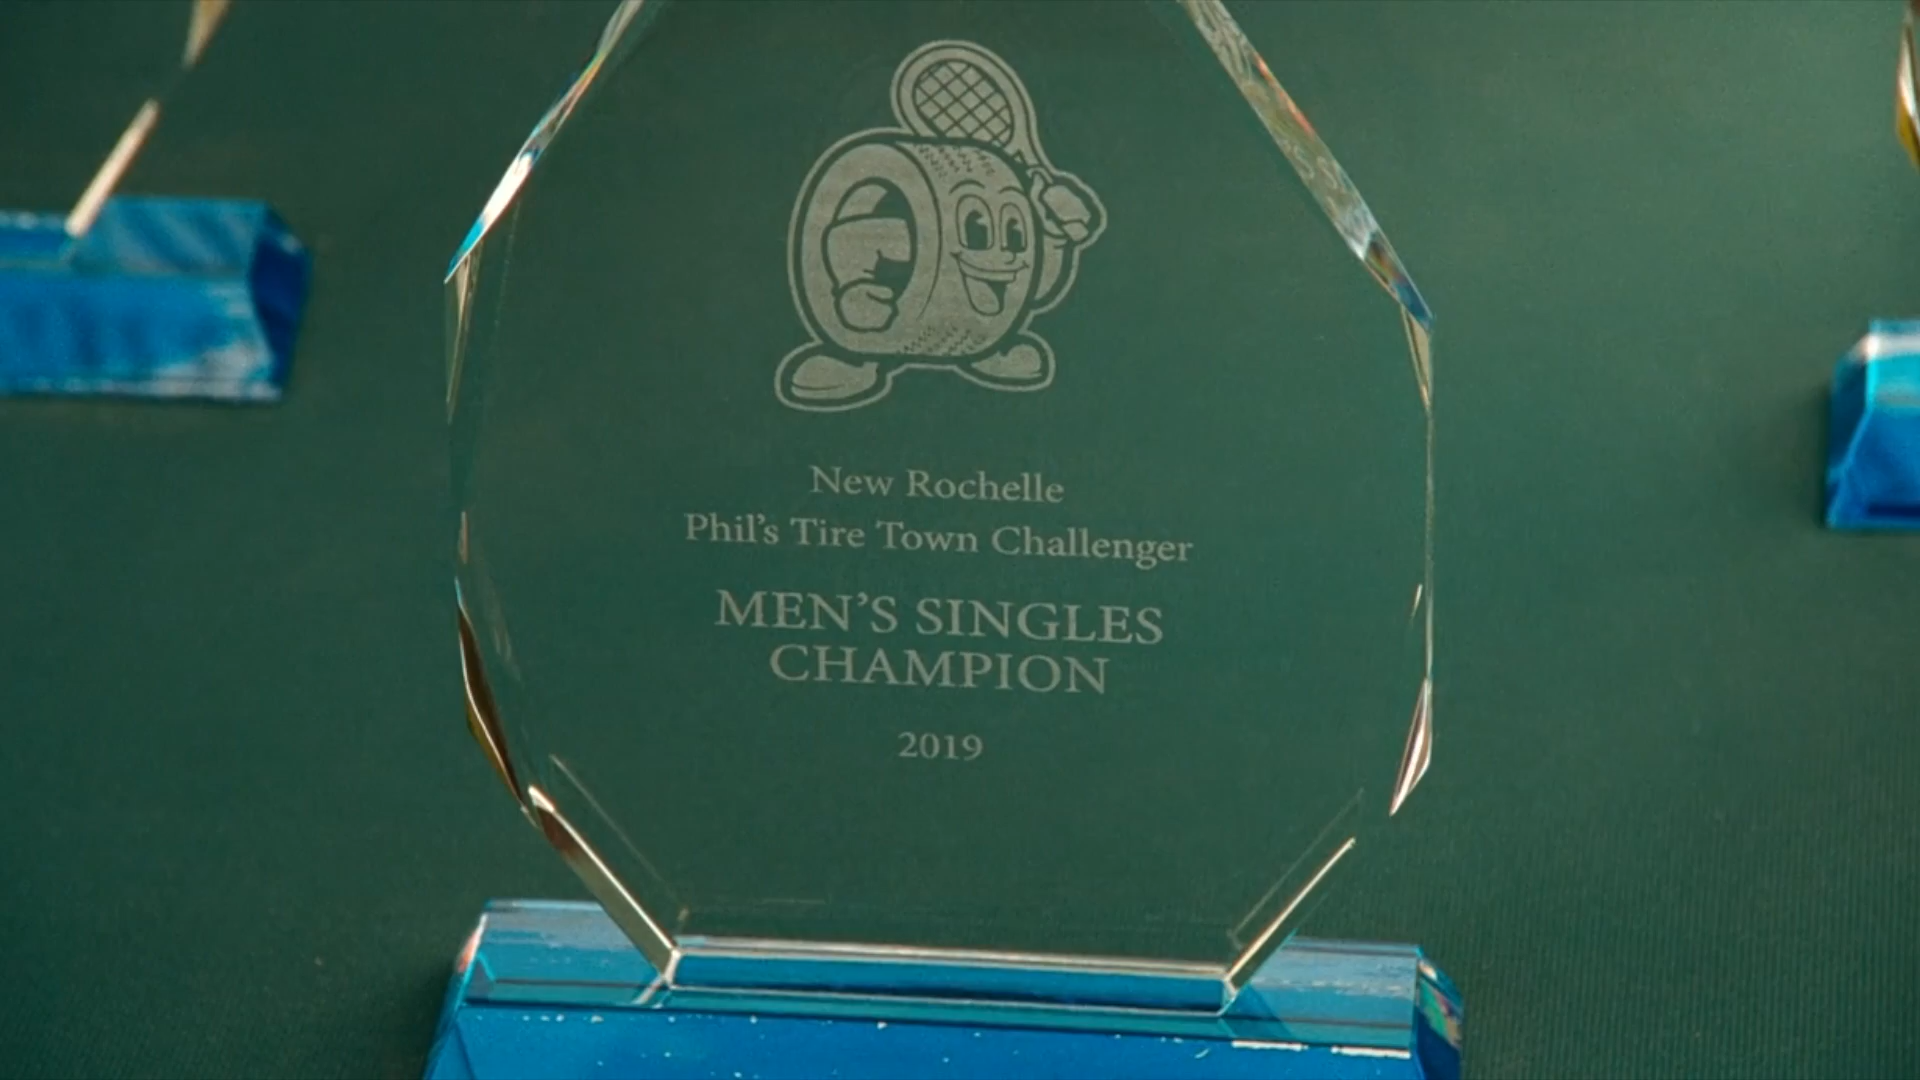 New Rochelle
Phil's Tire Town Challenger
MEN'S SINGLES
CHAMPION
2019